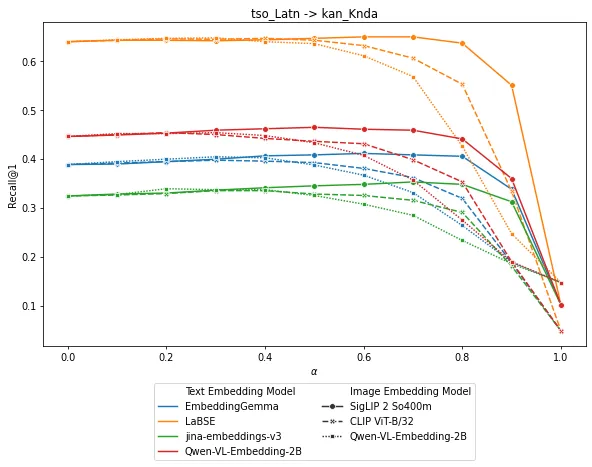 tso_Latn -> kan_Knda
Recall@1
0.6
0.5
0.4
0.3
0.2
0.1
0.0 0.2 0.4 0.6 0.8 1.0
α
Text Embedding Model Image Embedding Model
EmbeddingGemma SigLIP 2 So400m
LaBSE CLIP ViT-B/32
jina-embeddings-v3 Qwen-VL-Embedding-2B
Qwen-VL-Embedding-2B